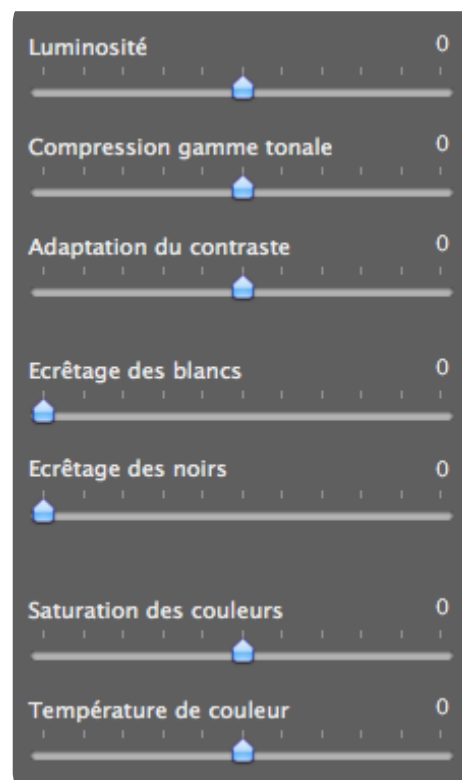 Luminosité 0
Compression gamme tonale 0
Adaptation du contraste 0
Ecrêtage des blancs 0
Ecrêtage des noirs 0
Saturation des couleurs 0
Température de couleur 0